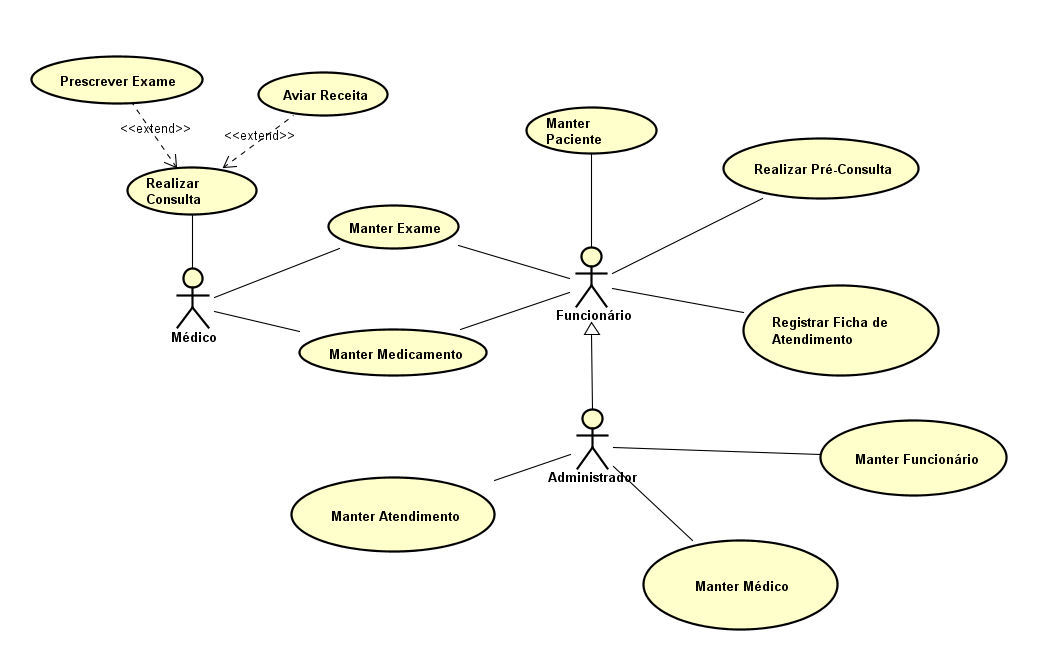 Prescrever Exame
Aviar Receita
<<extend>>
<<extend>>
Manter
Paciente
Realizar Pré-Consulta
Realizar
Consulta
Manter Exame
Funcionário
Registrar Ficha de
Atendimento
Médico
Manter Medicamento
Manter Funcionário
Administrador
Manter Atendimento
Manter Médico